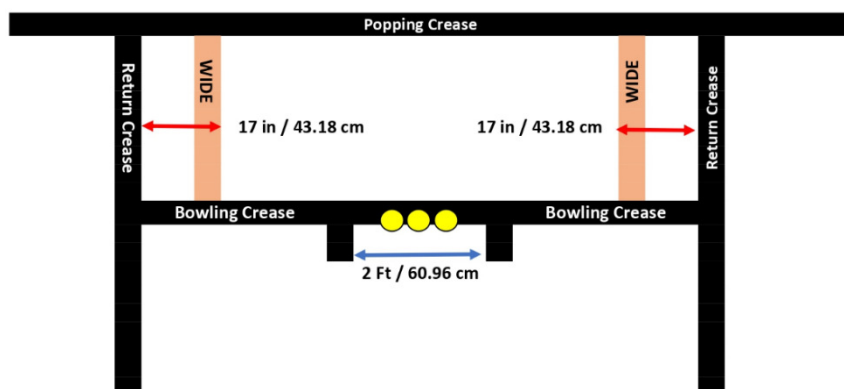 Popping Crease
Return Crease
WIDE
WIDE
Return Crease
17 in / 43.18 cm
17 in / 43.18 cm
Bowling Crease
Bowling Crease
2 Ft / 60.96 cm